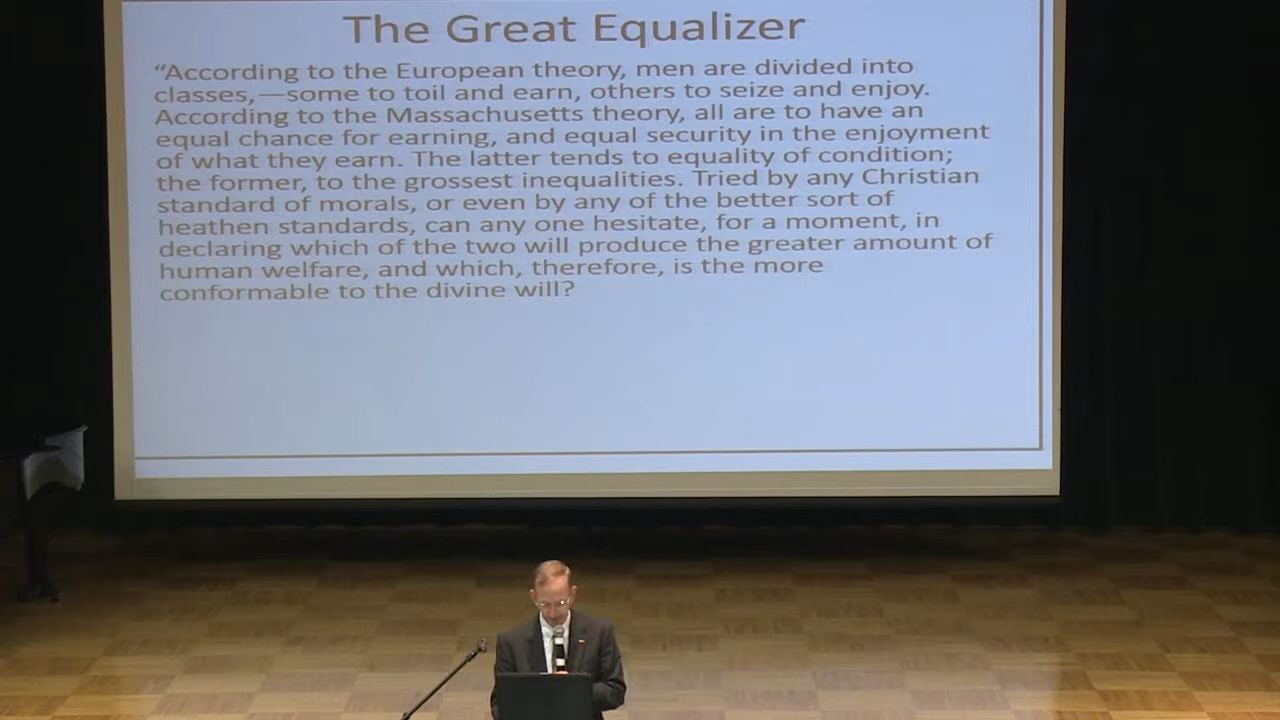 The Great Equalizer
“According to the European theory, men are divided into
classes,—some to toil and earn, others to seize and enjoy.
According to the Massachusetts theory, all are to have an
equal chance for earning, and equal security in the enjoyment
of what they earn. The latter tends to equality of condition;
the former, to the grossest inequalities. Tried by any Christian
standard of morals, or even by any of the better sort of
heathen standards, can any one hesitate, for a moment, in
declaring which of the two will produce the greater amount of
human welfare, and which, therefore, is the more
conformable to the divine will?